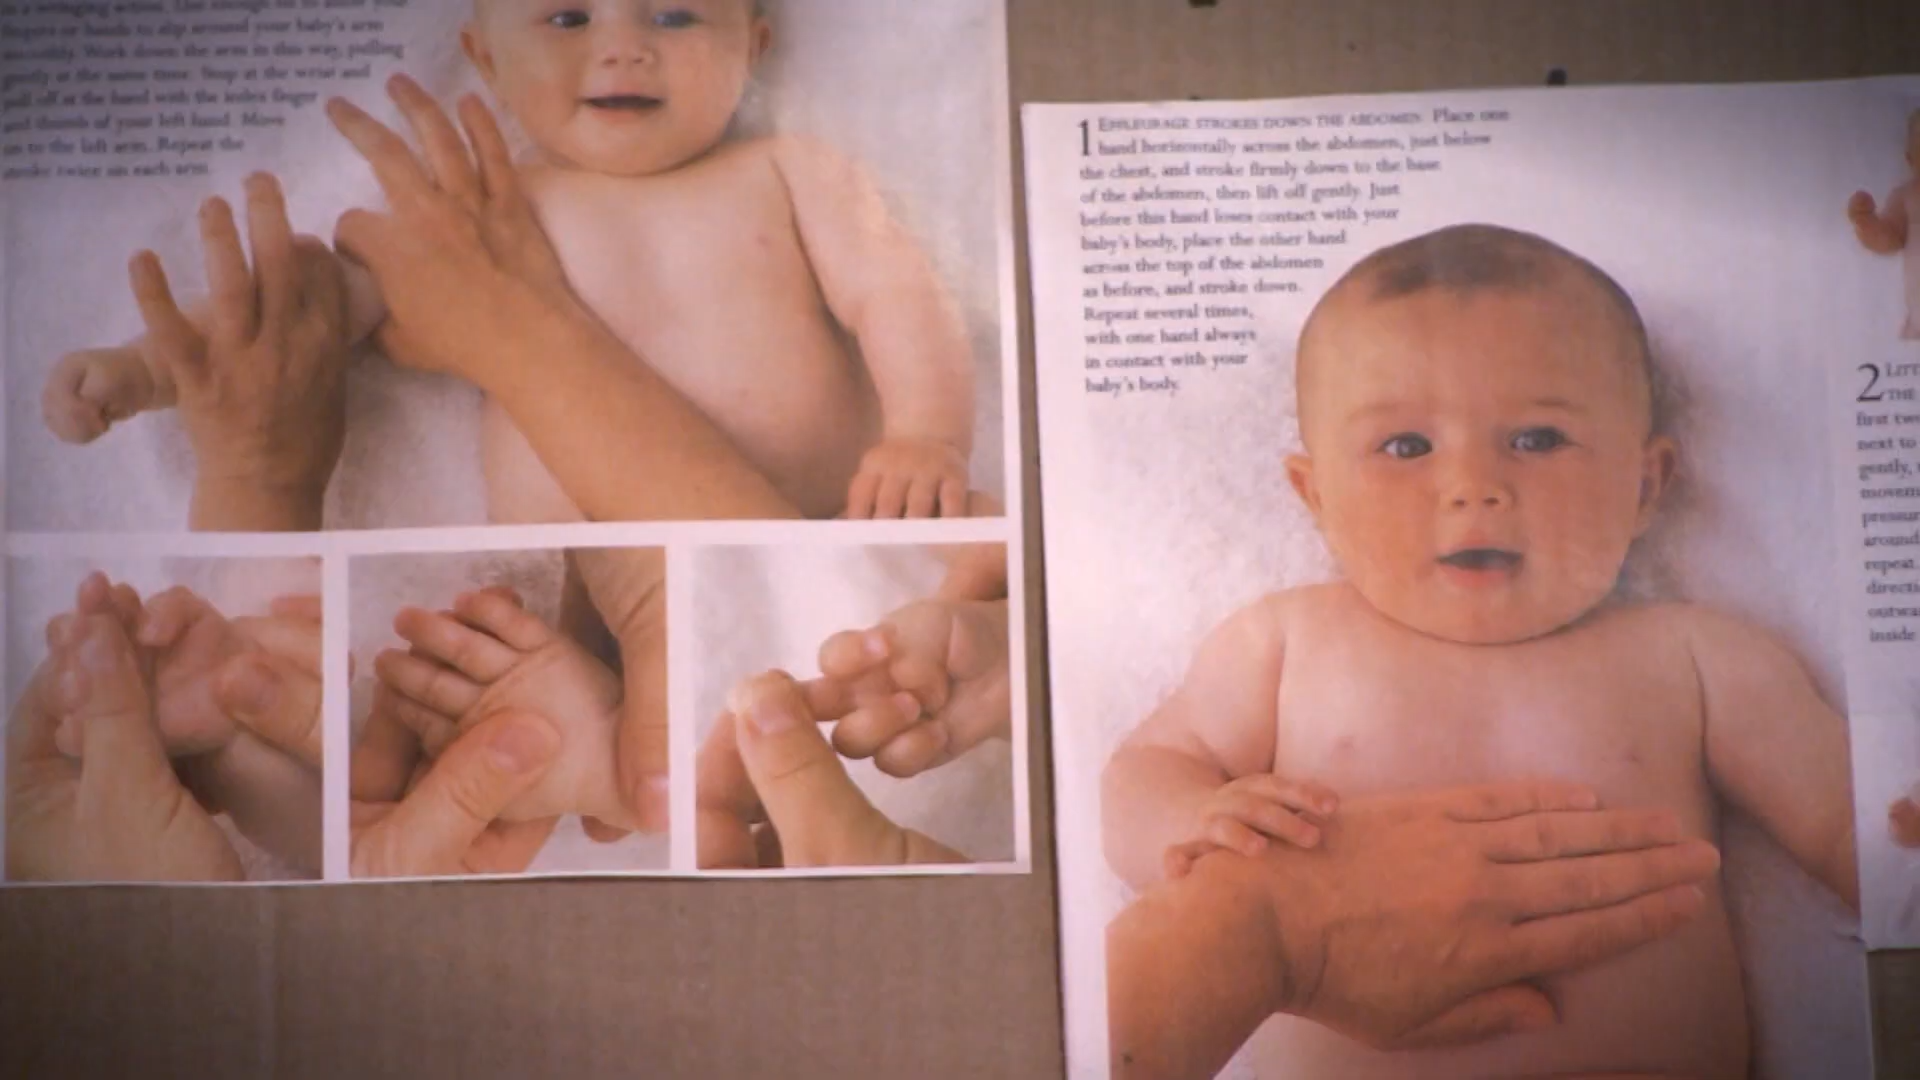 in a wringing action. Use enough oil to allow your
fingers or hands to slip around your baby's arm
smoothly. Work down the arm in this way, pulling
gently at the same time. Stop at the wrist and
pull off at the hand with the index finger
and thumb of your left hand. Move
on to the left arm. Repeat the
stroke twice on each arm.
1 EFFLEURAGE STROKES DOWN THE ABDOMEN Place one
hand horizontally across the abdomen, just below
the chest, and stroke firmly down to the base
of the abdomen, then lift off gently. Just
before this hand loses contact with your
baby's body, place the other hand
across the top of the abdomen
as before, and stroke down.
Repeat several times,
with one hand always
in contact with your
baby's body.
2
THE
first
next to
gently,
around
repeat.
inside